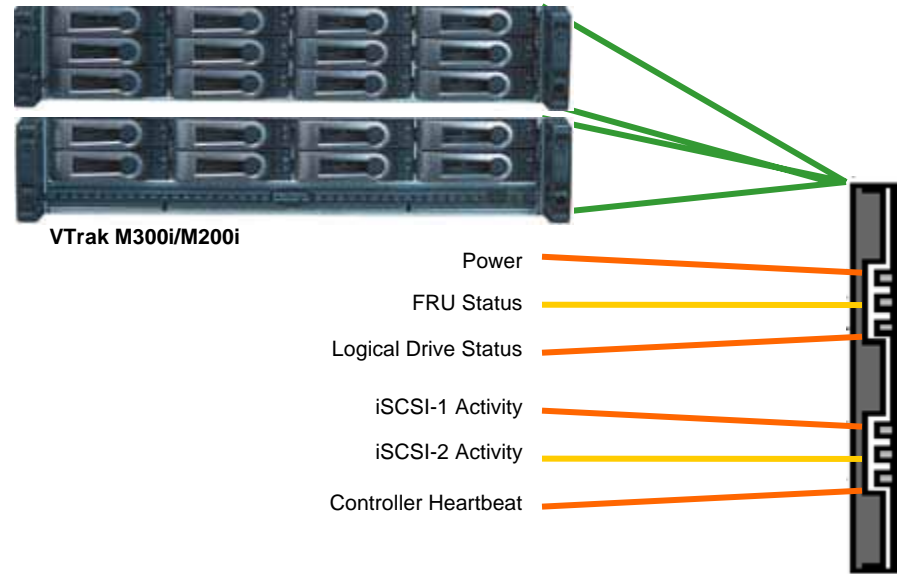 VTrak M300i/M200i
Power
FRU Status
Logical Drive Status
iSCSI-1 Activity
iSCSI-2 Activity
Controller Heartbeat